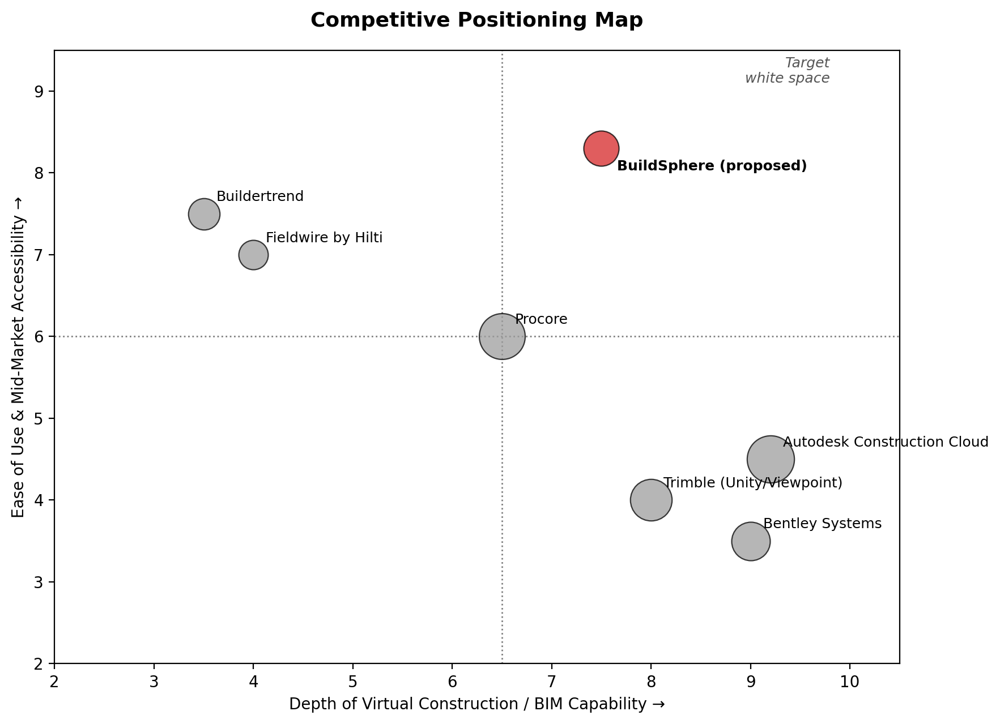 Competitive Positioning Map
Target
white space
9
BuildSphere (proposed)
8
Buildertrend
Fieldwire by Hilti
7
Procore
6
5
Autodesk Construction Cloud
Trimble (Unity/Viewpoint)
4
Bentley Systems
3
2
Ease of Use & Mid-Market Accessibility →
2 3 4 5 6 7 8 9 10
Depth of Virtual Construction / BIM Capability →